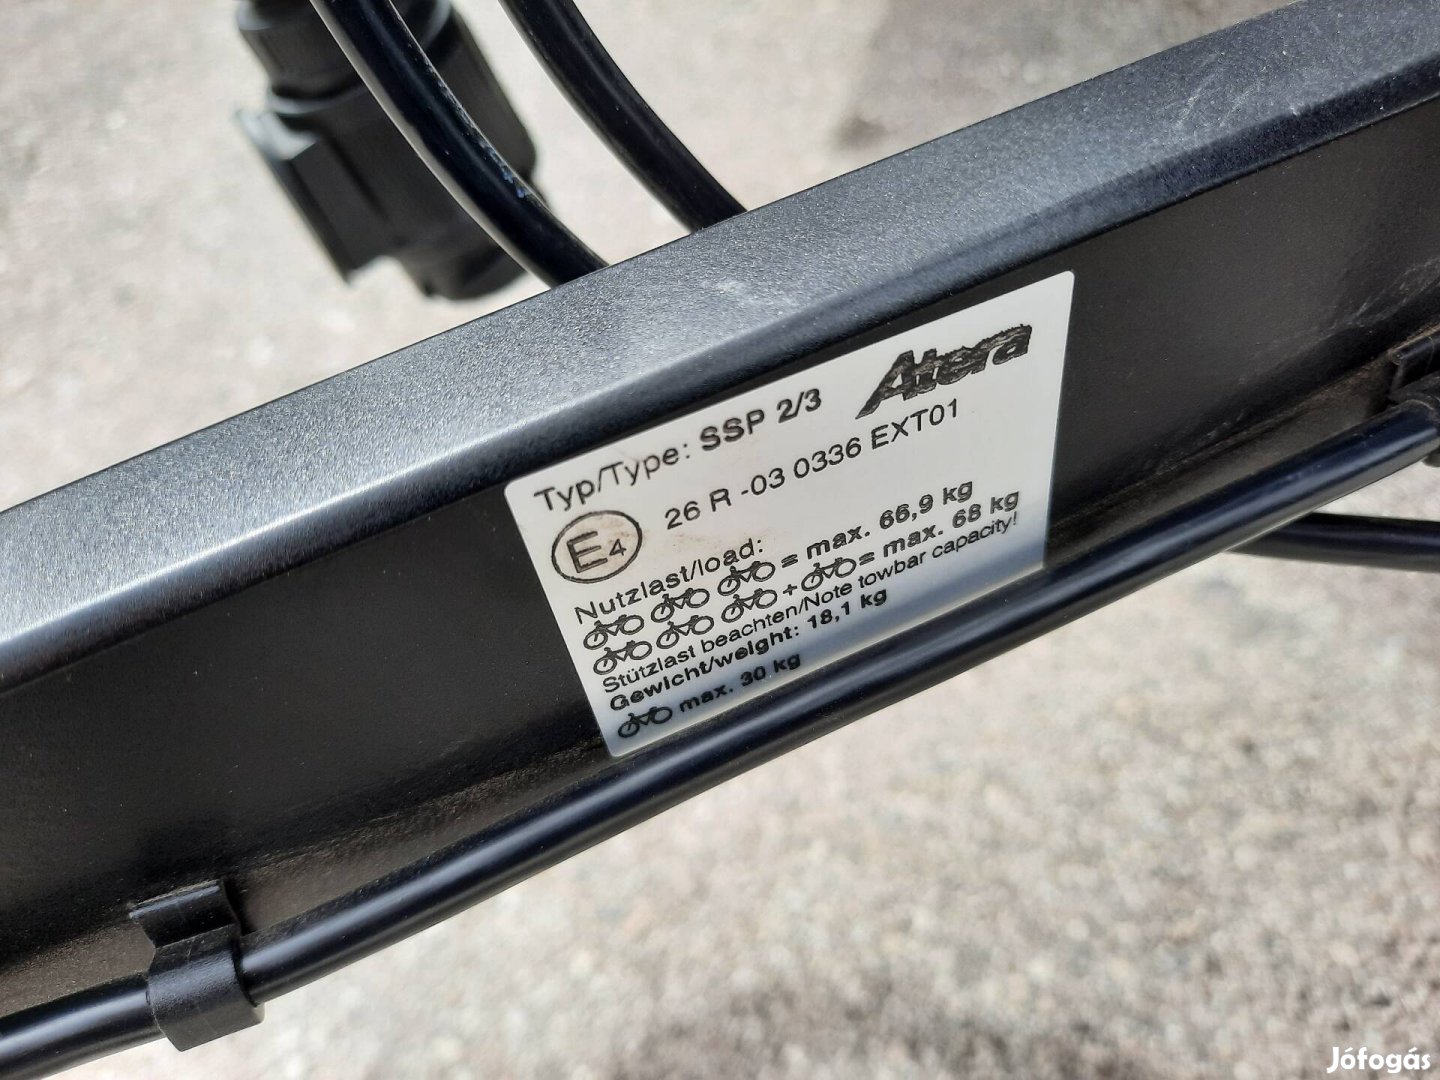 Typ/Type: SSP 2/3 Atera
E4 26 R -03 0336 EXT01
Nutzlast/load:
= max. 66,9 kg
+ = max. 68 kg
Stützlast beachten/Note towbar capacity!
Gewicht/weight: 18,1 kg
max. 30 kg
Jófogás